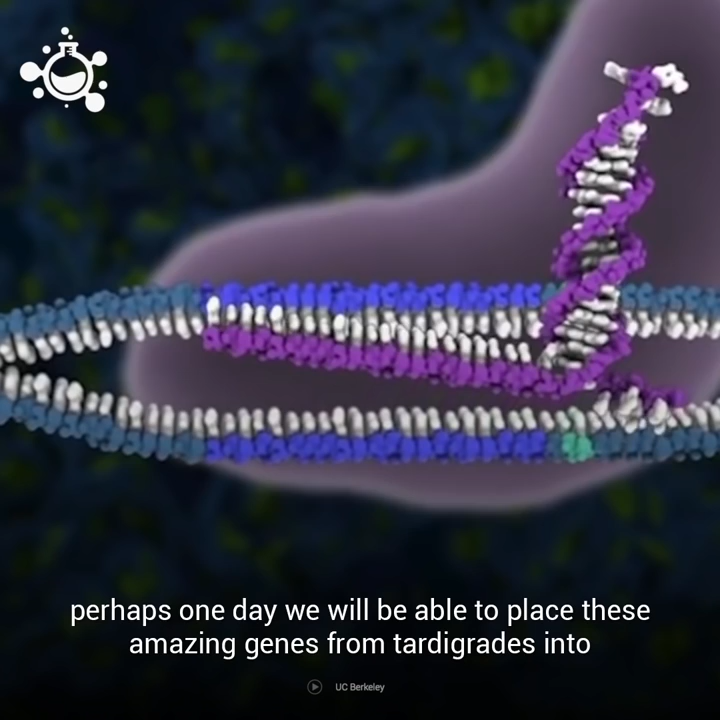 perhaps one day we will be able to place these
amazing genes from tardigrades into
UC Berkeley